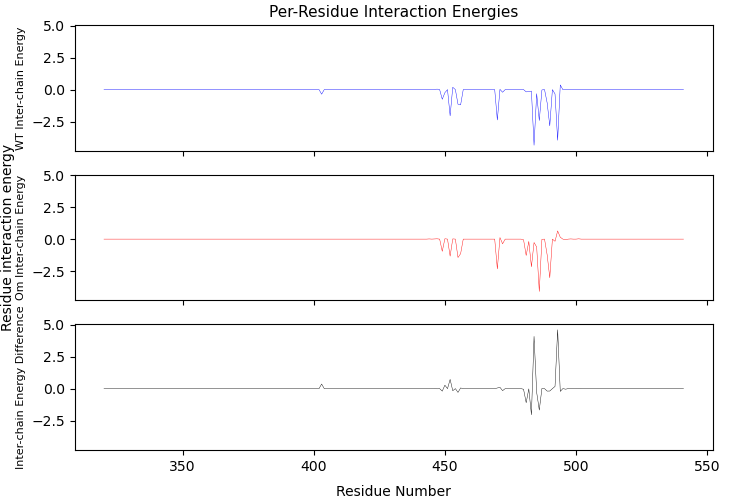 Per-Residue Interaction Energies
Residue interaction energy
WT Inter-chain Energy
5.0
2.5
0.0
−2.5
Om Inter-chain Energy
5.0
2.5
0.0
−2.5
Inter-chain Energy Difference
5.0
2.5
0.0
−2.5
350
400
450
500
550
Residue Number